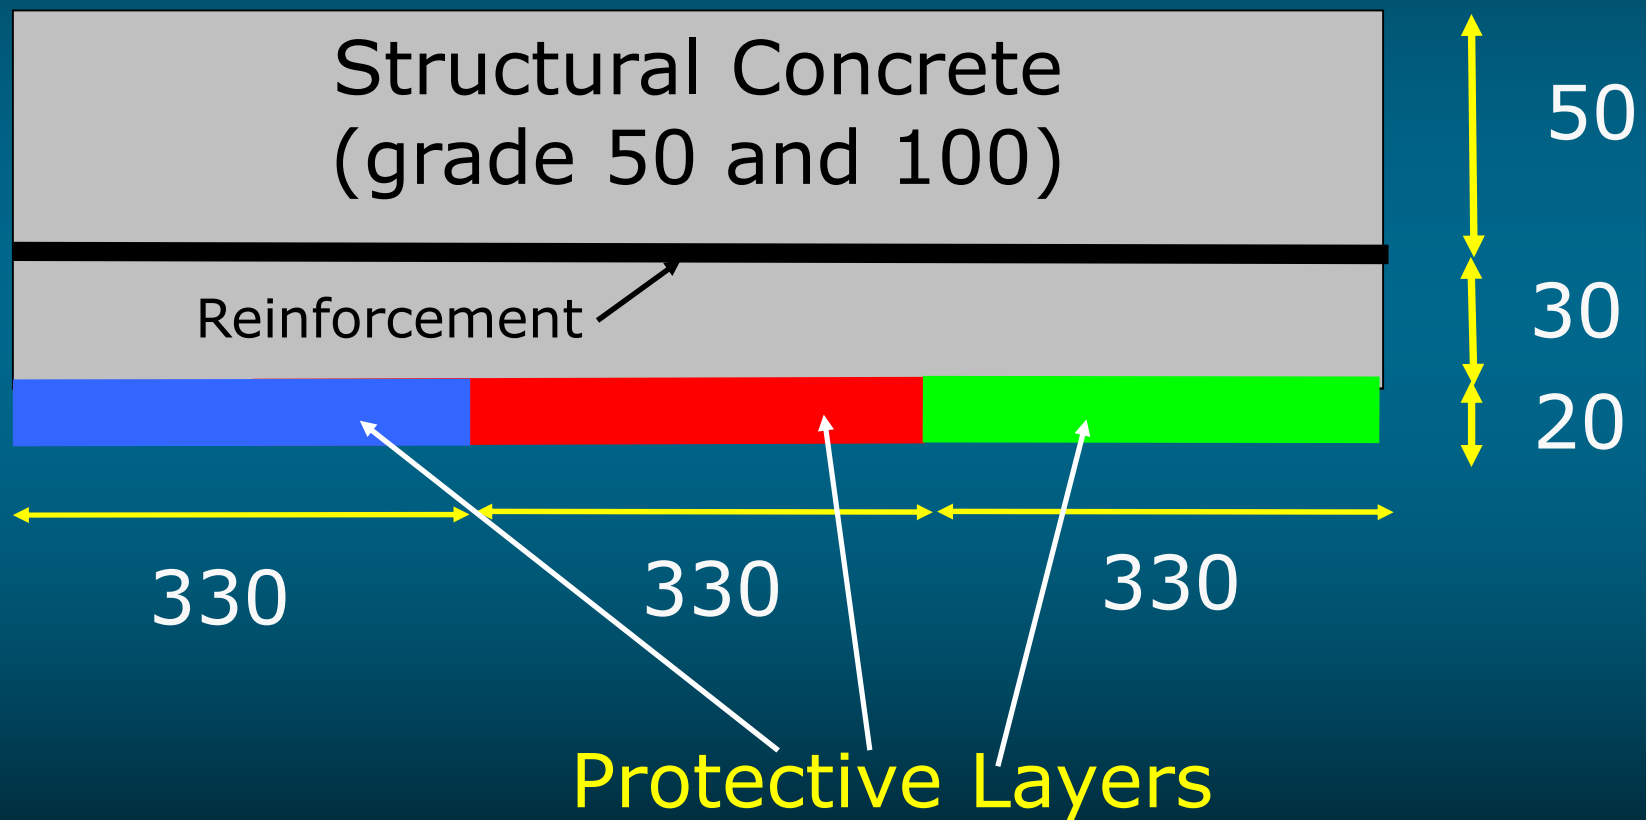 Structural Concrete
(grade 50 and 100)
50
Reinforcement
30
20
330
330
330
Protective Layers